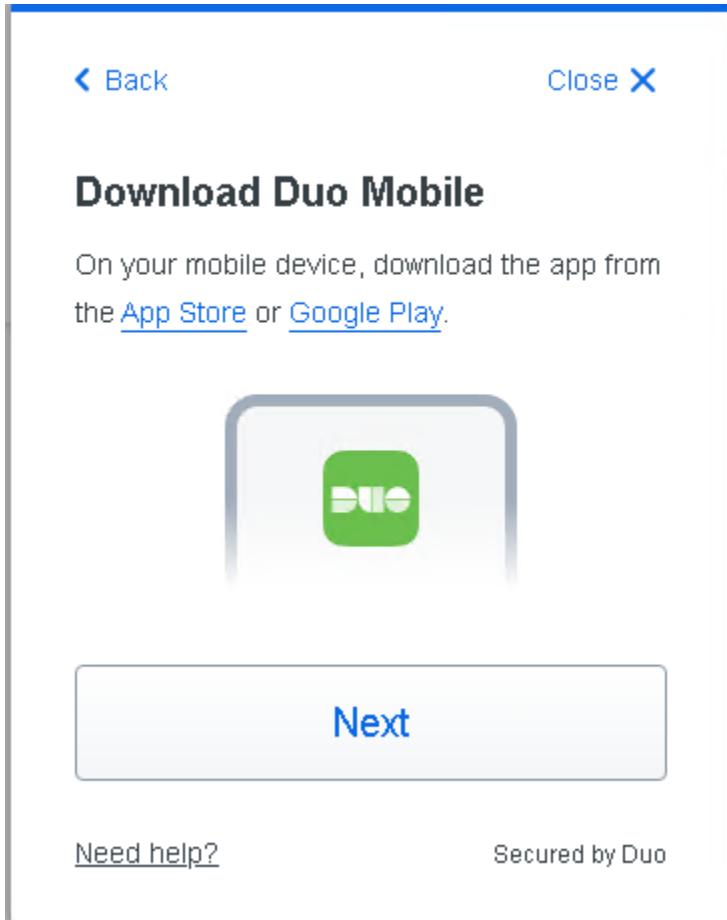 Back
Close
Download Duo Mobile
On your mobile device, download the app from
the App Store or Google Play.
DUO
Next
Need help?
Secured by Duo